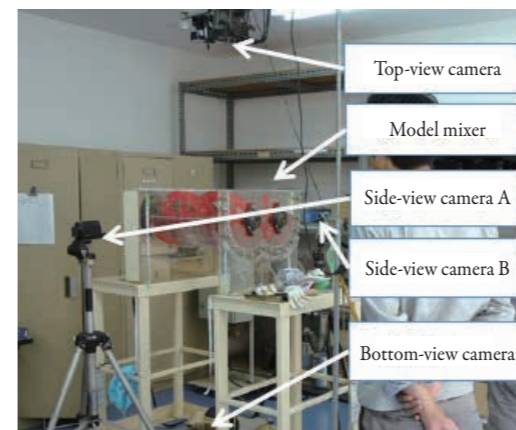 Top-view camera
Model mixer
Side-view camera A
Side-view camera B
Bottom-view camera